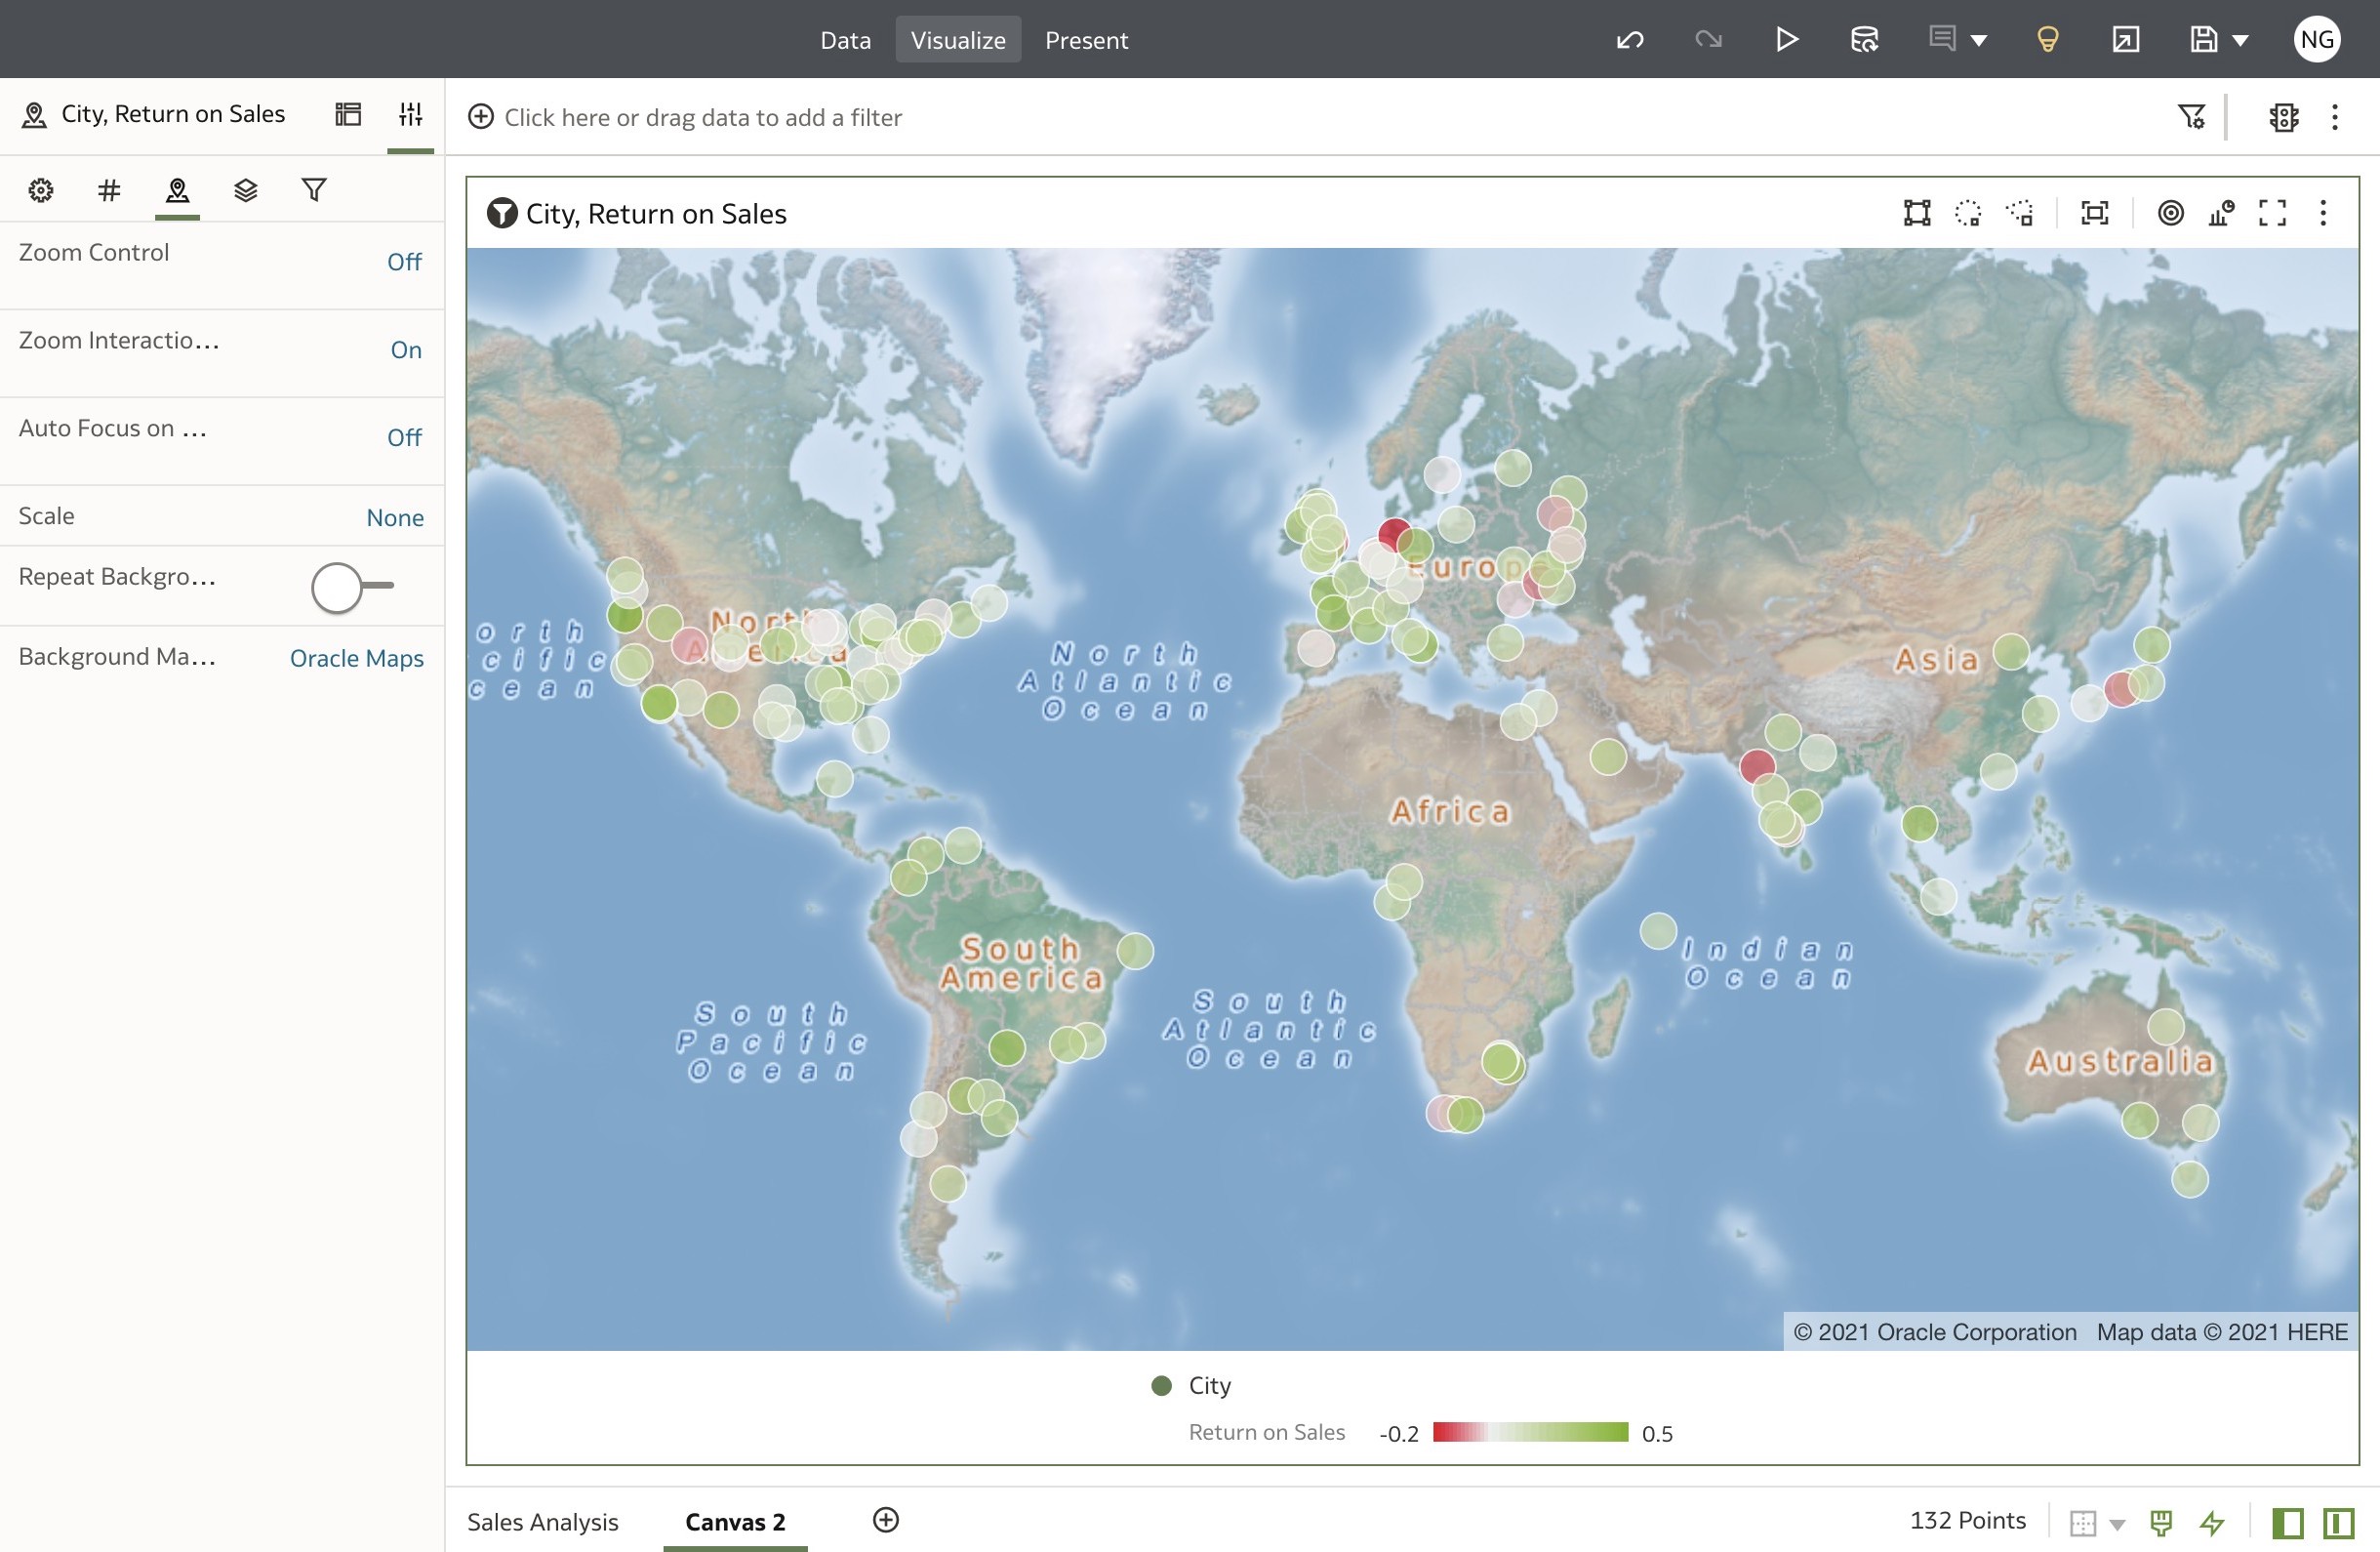 Data Visualize Present
NG
City, Return on Sales
Click here or drag data to add a filter
Zoom Control
Off
Zoom Interactio...
On
Auto Focus on ...
Off
Scale
None
Repeat Backgro...
Background Ma...
Oracle Maps
City, Return on Sales
orth
cific
cean
North
America
North
Atlantic
Ocean
Europe
Asia
Africa
South
America
Indian
Ocean
South
Pacific
Ocean
South
Atlantic
Ocean
Australia
© 2021 Oracle Corporation Map data © 2021 HERE
City
Return on Sales -0.2 0.5
Sales Analysis Canvas 2
132 Points